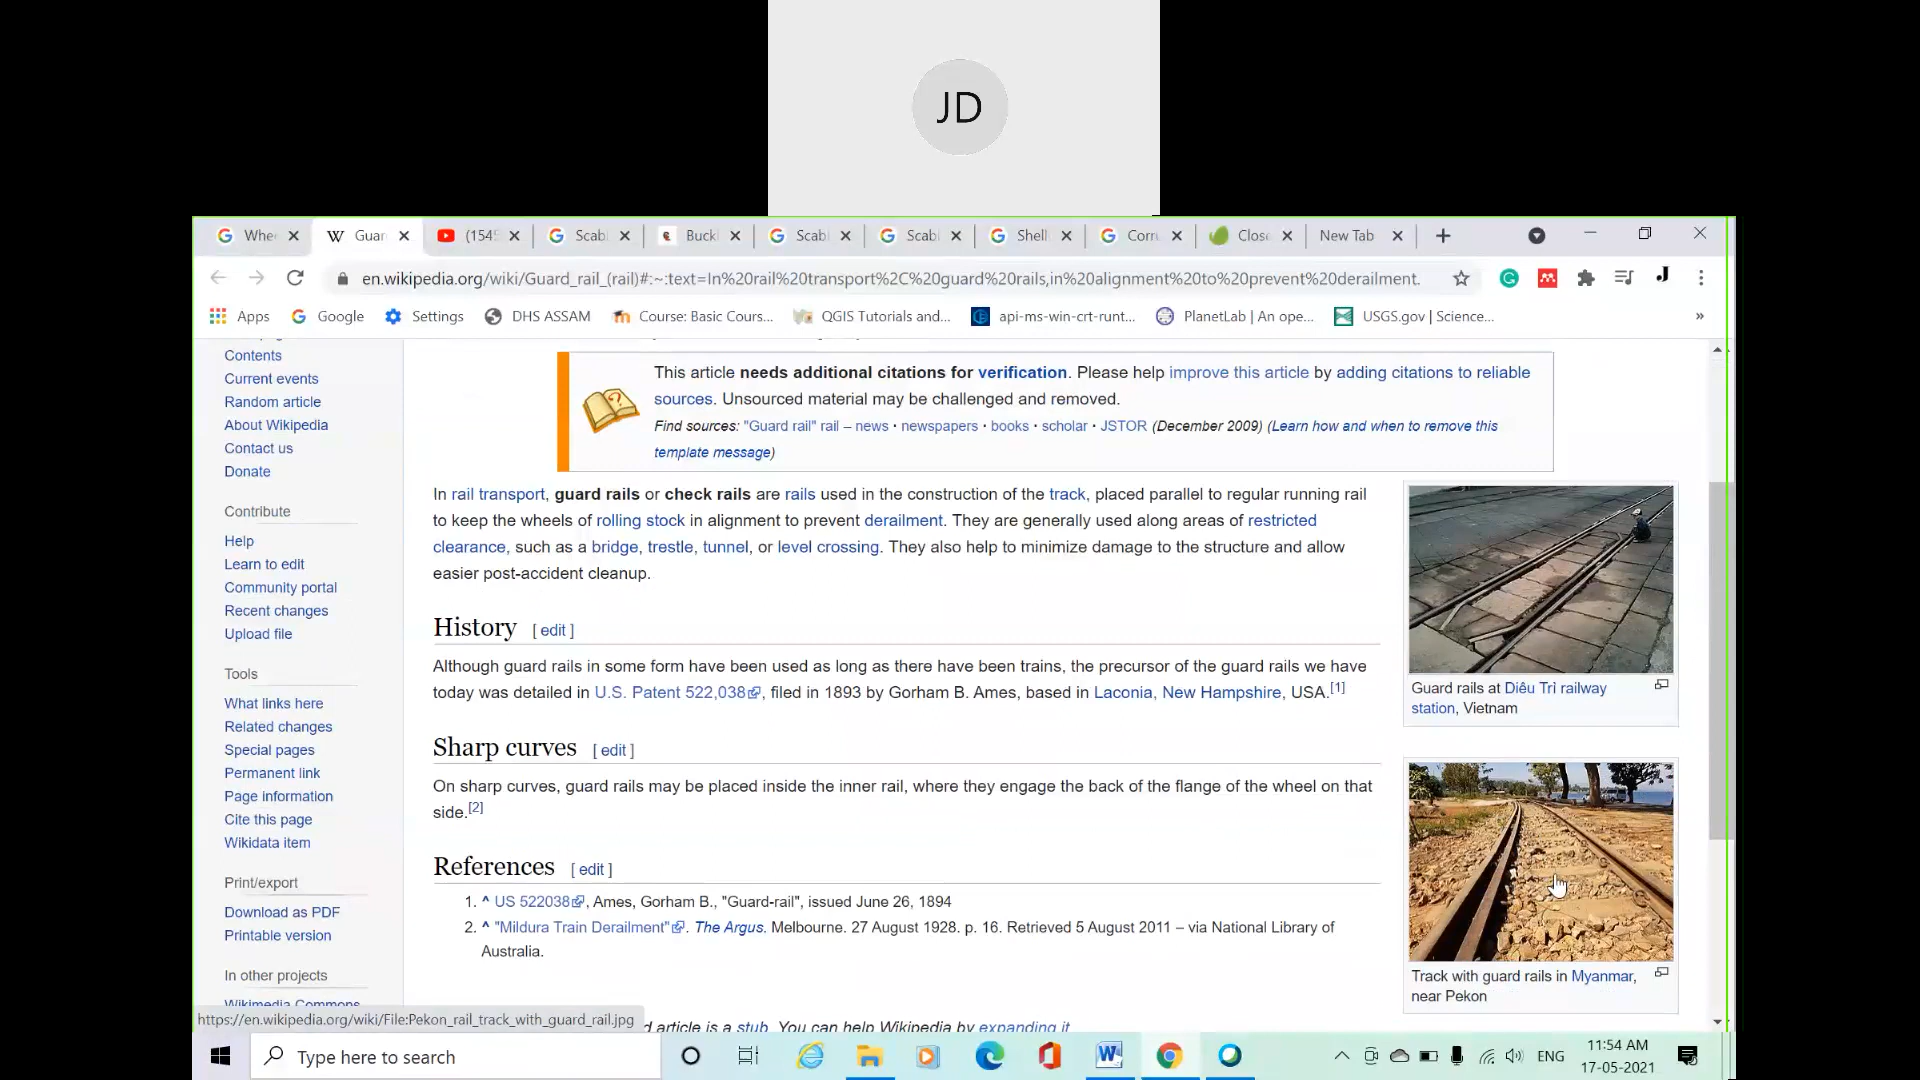 JD
Whe
Guar
(1545
Scabl
Buckl
Scabl
Scabl
Shell
Corru
Close
New Tab
en.wikipedia.org/wiki/Guard_rail_(rail)#:~:text=In%20rail%20transport%2C%20guard%20rails,in%20alignment%20to%20prevent%20derailment.
Apps
Google
Settings
DHS ASSAM
Course: Basic Cours...
QGIS Tutorials and...
api-ms-win-crt-runt...
PlanetLab | An ope...
USGS.gov | Science...
»
Contents
Current events
Random article
About Wikipedia
Contact us
Donate
Contribute
Help
Learn to edit
Community portal
Recent changes
Upload file
Tools
What links here
Related changes
Special pages
Permanent link
Page information
Cite this page
Wikidata item
Print/export
Download as PDF
Printable version
In other projects
Wikimedia Commons
This article needs additional citations for verification. Please help improve this article by adding citations to reliable
sources. Unsourced material may be challenged and removed.
Find sources: "Guard rail" rail – news · newspapers · books · scholar · JSTOR (December 2009) (Learn how and when to remove this
template message)
In rail transport, guard rails or check rails are rails used in the construction of the track, placed parallel to regular running rail
to keep the wheels of rolling stock in alignment to prevent derailment. They are generally used along areas of restricted
clearance, such as a bridge, trestle, tunnel, or level crossing. They also help to minimize damage to the structure and allow
easier post-accident cleanup.
History [ edit ]
Although guard rails in some form have been used as long as there have been trains, the precursor of the guard rails we have
today was detailed in U.S. Patent 522,038, filed in 1893 by Gorham B. Ames, based in Laconia, New Hampshire, USA.[1]
Sharp curves [ edit ]
On sharp curves, guard rails may be placed inside the inner rail, where they engage the back of the flange of the wheel on that
side.[2]
References [ edit ]
1. ^ US 522038, Ames, Gorham B., "Guard-rail", issued June 26, 1894
2. ^ "Mildura Train Derailment". The Argus. Melbourne. 27 August 1928. p. 16. Retrieved 5 August 2011 – via National Library of
Australia.
d article is a stub. You can help Wikipedia by expanding it
Guard rails at Diêu Trì railway
station, Vietnam
Track with guard rails in Myanmar,
near Pekon
https://en.wikipedia.org/wiki/File:Pekon_rail_track_with_guard_rail.jpg
Type here to search
ENG
11:54 AM
17-05-2021